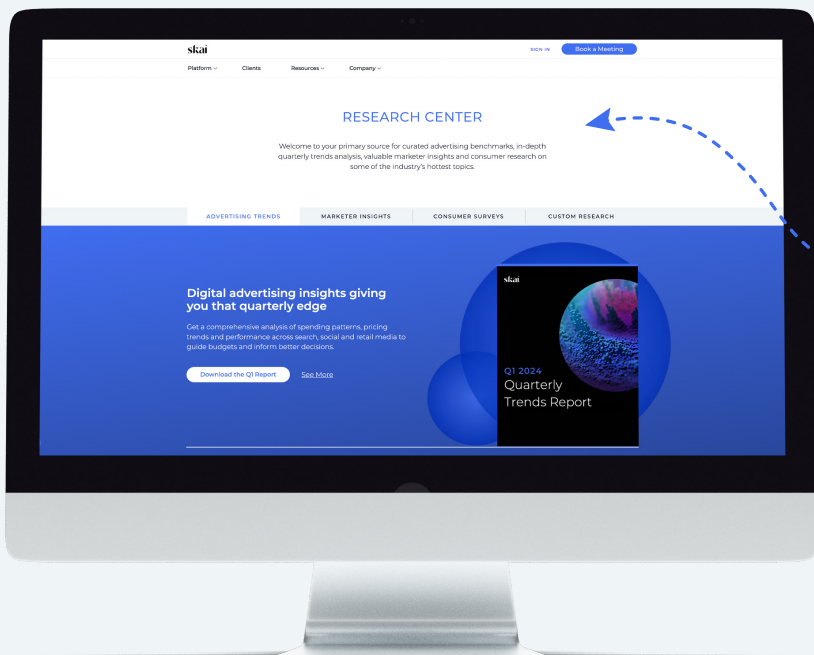 skai
SIGN IN
Book a Meeting
Platform
Clients
Resources
Company
RESEARCH CENTER
Welcome to your primary source for curated advertising benchmarks, in-depth
quarterly trends analysis, valuable marketer insights and consumer research on
some of the industry's hottest topics.
ADVERTISING TRENDS
MARKETER INSIGHTS
CONSUMER SURVEYS
CUSTOM RESEARCH
Digital advertising insights giving
you that quarterly edge
Get a comprehensive analysis of spending patterns, pricing
trends and performance across search, social and retail media to
guide budgets and inform better decisions.
Download the Q1 Report
See More
skai
Q1 2024
Quarterly
Trends Report